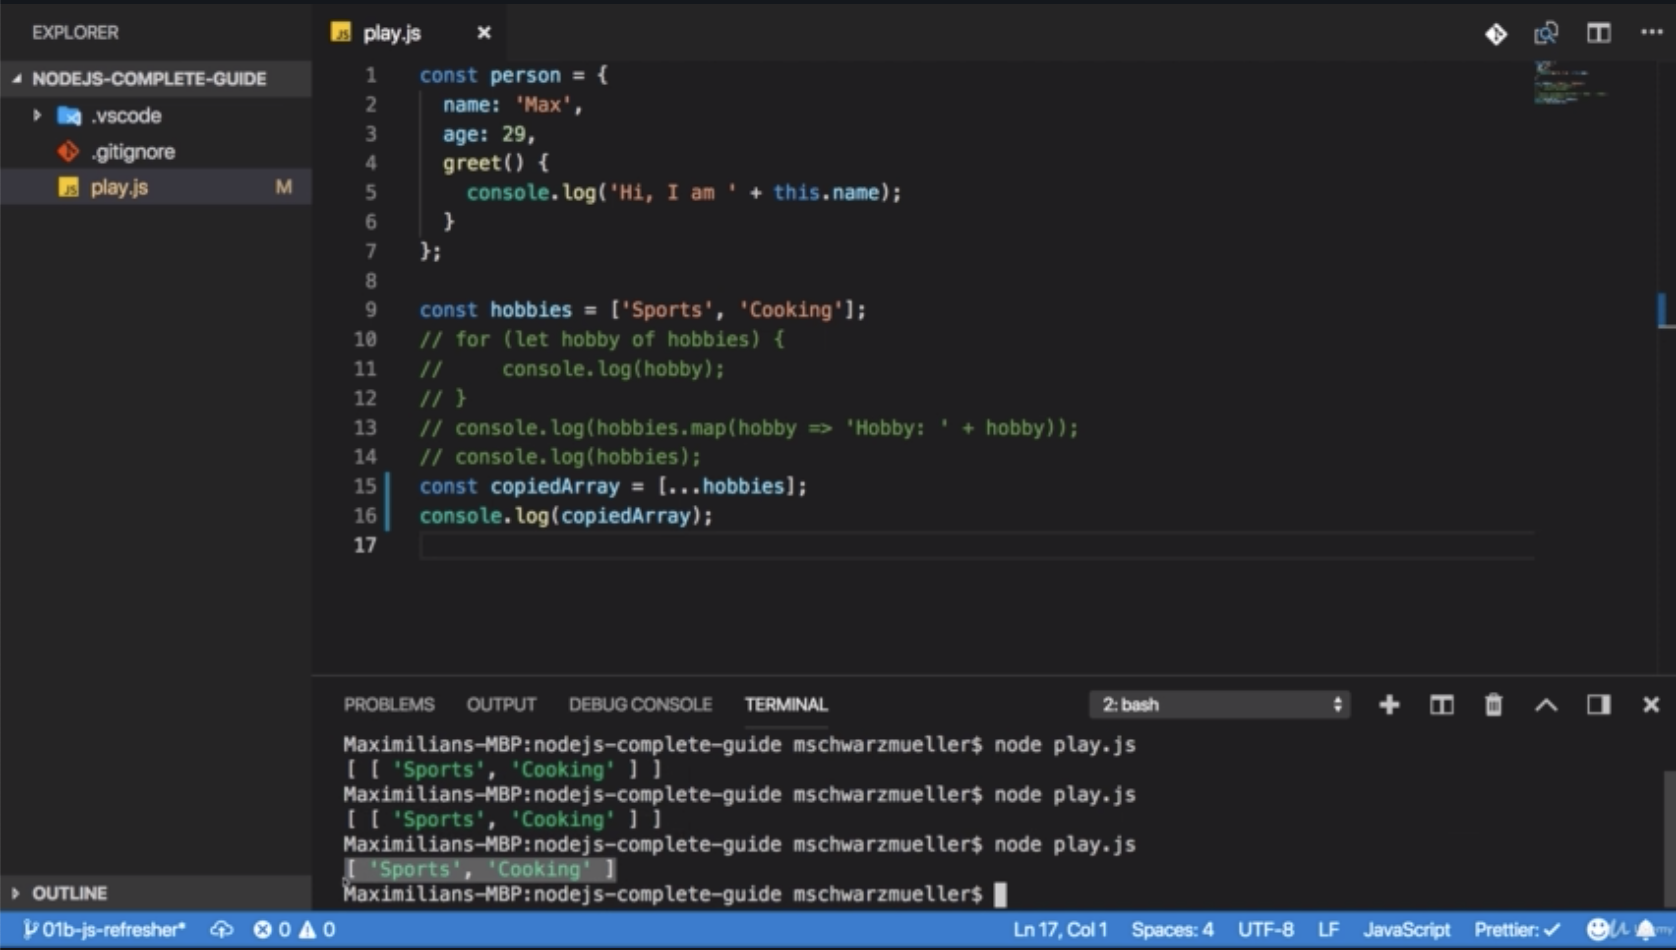 EXPLORER
NODEJS-COMPLETE-GUIDE
.vscode
.gitignore
play.js M
OUTLINE
play.js
1 const person = {
2 name: 'Max',
3 age: 29,
4 greet() {
5 console.log('Hi, I am ' + this.name);
6 }
7 };
8
9 const hobbies = ['Sports', 'Cooking'];
10 // for (let hobby of hobbies) {
11 //     console.log(hobby);
12 // }
13 // console.log(hobbies.map(hobby => 'Hobby: ' + hobby));
14 // console.log(hobbies);
15 const copiedArray = [...hobbies];
16 console.log(copiedArray);
17
PROBLEMS OUTPUT DEBUG CONSOLE TERMINAL 2: bash
Maximilians-MBP:nodejs-complete-guide mschwarzmueller$ node play.js
[ [ 'Sports', 'Cooking' ] ]
Maximilians-MBP:nodejs-complete-guide mschwarzmueller$ node play.js
[ [ 'Sports', 'Cooking' ] ]
Maximilians-MBP:nodejs-complete-guide mschwarzmueller$ node play.js
[ 'Sports', 'Cooking' ]
Maximilians-MBP:nodejs-complete-guide mschwarzmueller$
01b-js-refresher* 0 0 Ln 17, Col 1 Spaces: 4 UTF-8 LF JavaScript Prettier: ✓